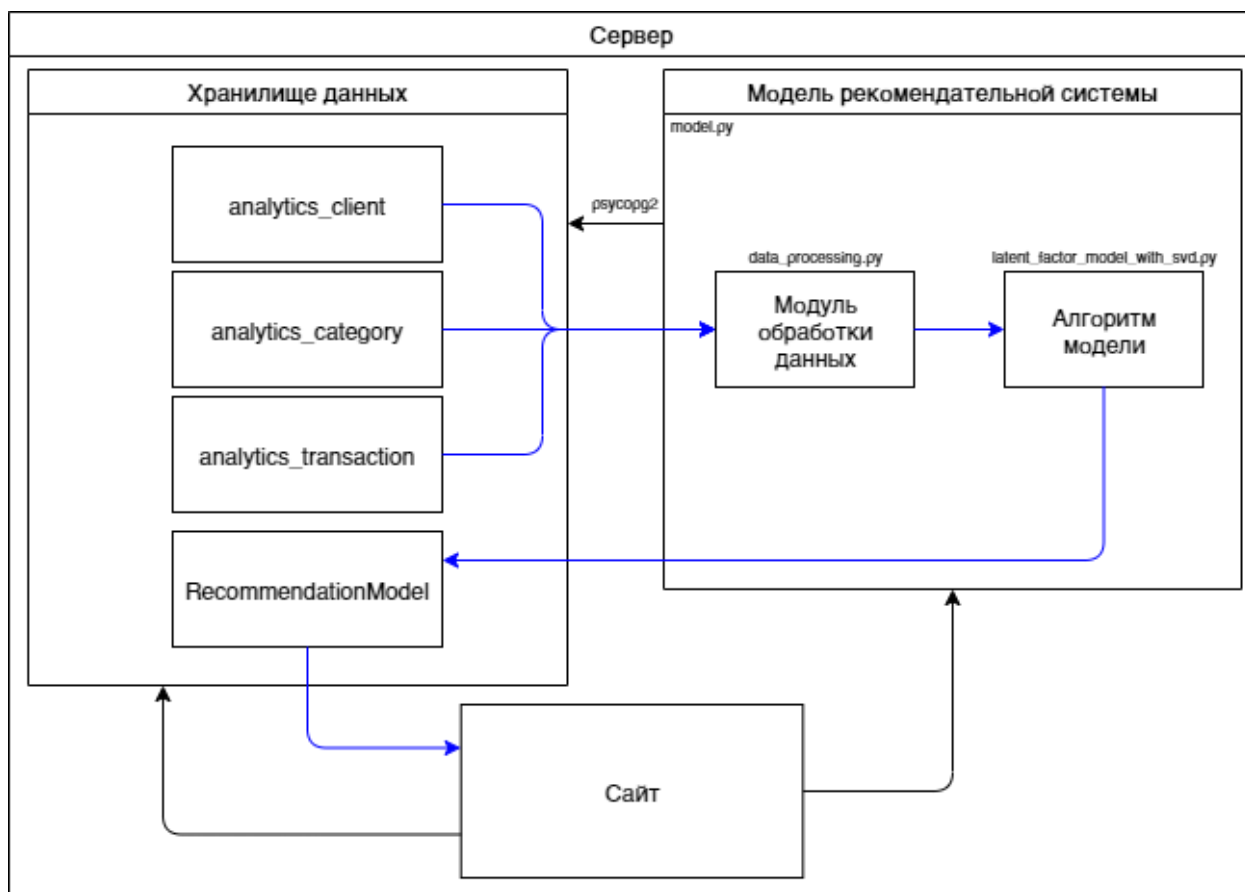 Сервер
Хранилище данных
Модель рекомендательной системы
model.py
analytics_client
psycopg2
data_processing.py
latent_factor_model_with_svd.py
analytics_category
Модуль
обработки
данных
Алгоритм
модели
analytics_transaction
RecommendationModel
Сайт